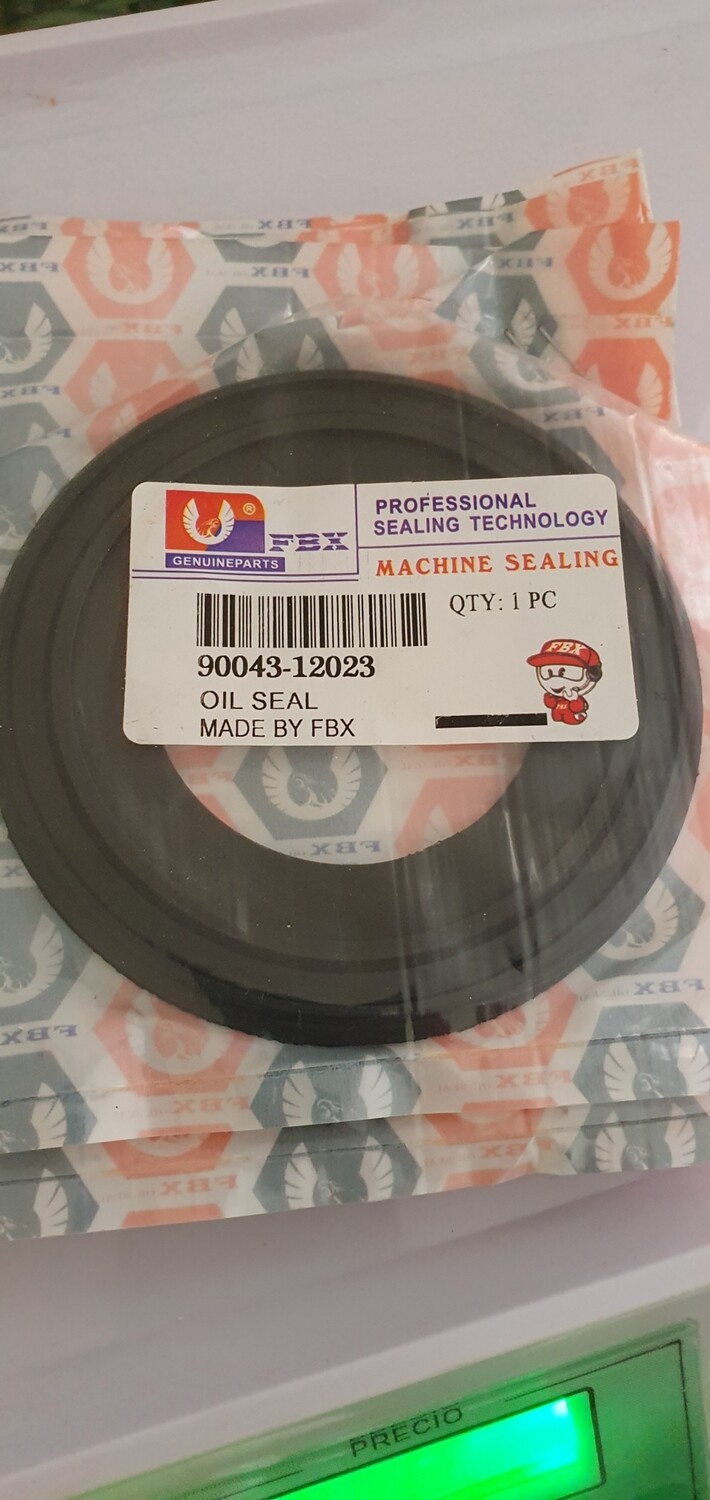 ® FBX
GENUINEPARTS
PROFESSIONAL
SEALING TECHNOLOGY
MACHINE SEALING
QTY: 1 PC
90043-12023
OIL SEAL
MADE BY FBX
FBX
FBX
PRECIO